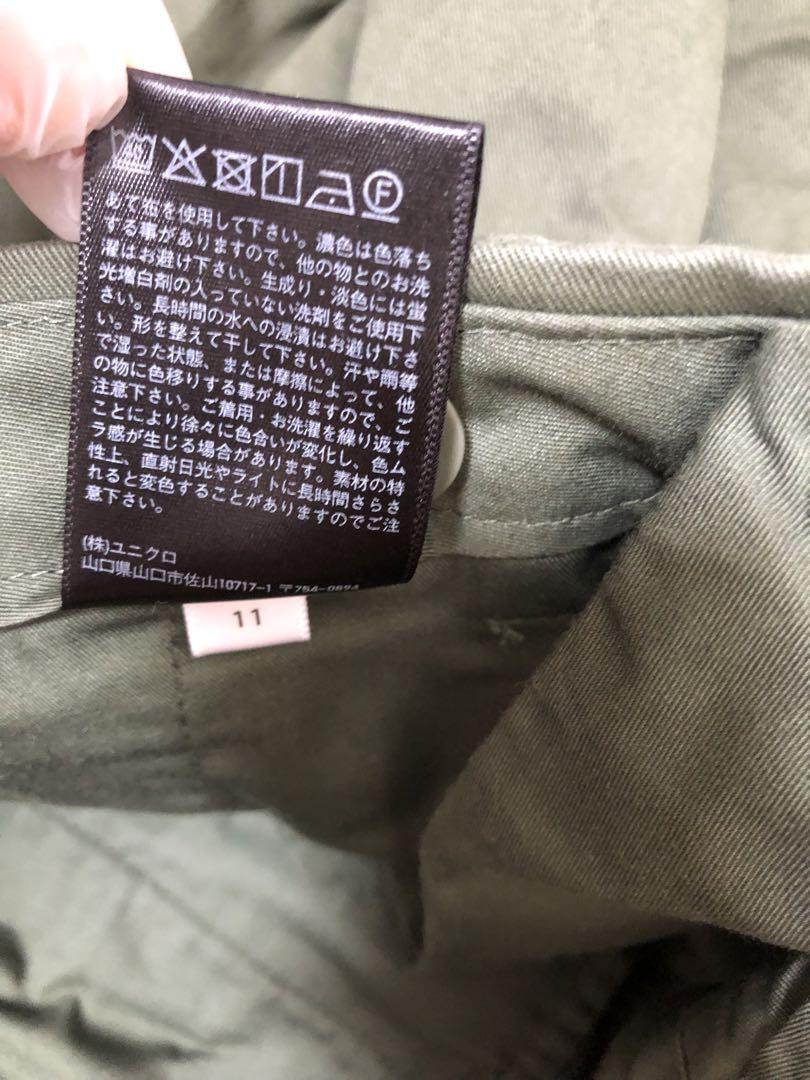 F
あて布を使用して下さい。濃色は色落ち
する事がありますので、他の物とのお洗
濯はお避け下さい。生成り・淡色には蛍
光増白剤の入っていない洗剤をご使用下
さい。長時間の水への浸漬はお避け下さ
い。形を整えて干して下さい。汗や雨等
で湿った状態、または摩擦によって、他
の物に色移りする事がありますので、ご
注意下さい。ご着用・お洗濯を繰り返す
ことにより徐々に色合いが変化し、色ム
ラ感が生じる場合があります。素材の特
性上、直射日光やライトに長時間さらさ
れると変色することがありますのでご注
意下さい。
(株)ユニクロ
山口県山口市佐山10717-1 〒754-0894
11